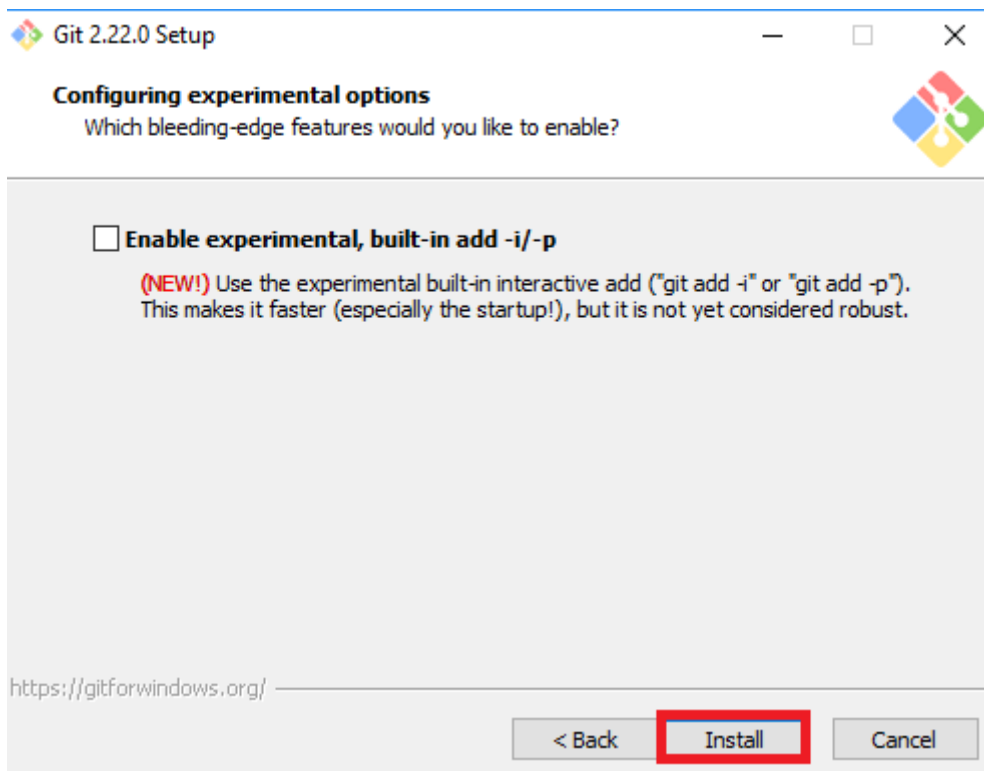 Git 2.22.0 Setup
Configuring experimental options
Which bleeding-edge features would you like to enable?
Enable experimental, built-in add -i/-p
(NEW!) Use the experimental built-in interactive add ("git add -i" or "git add -p").
This makes it faster (especially the startup!), but it is not yet considered robust.
https://gitforwindows.org/
< Back Install Cancel